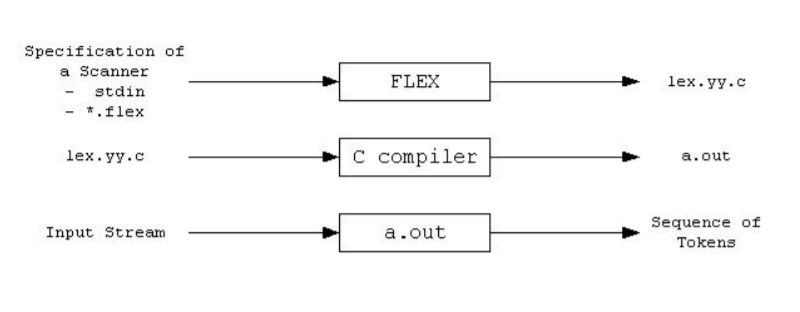 Specification of
a Scanner
- stdin
- *.flex
FLEX
lex.yy.c
lex.yy.c
C compiler
a.out
Input Stream
a.out
Sequence of
Tokens